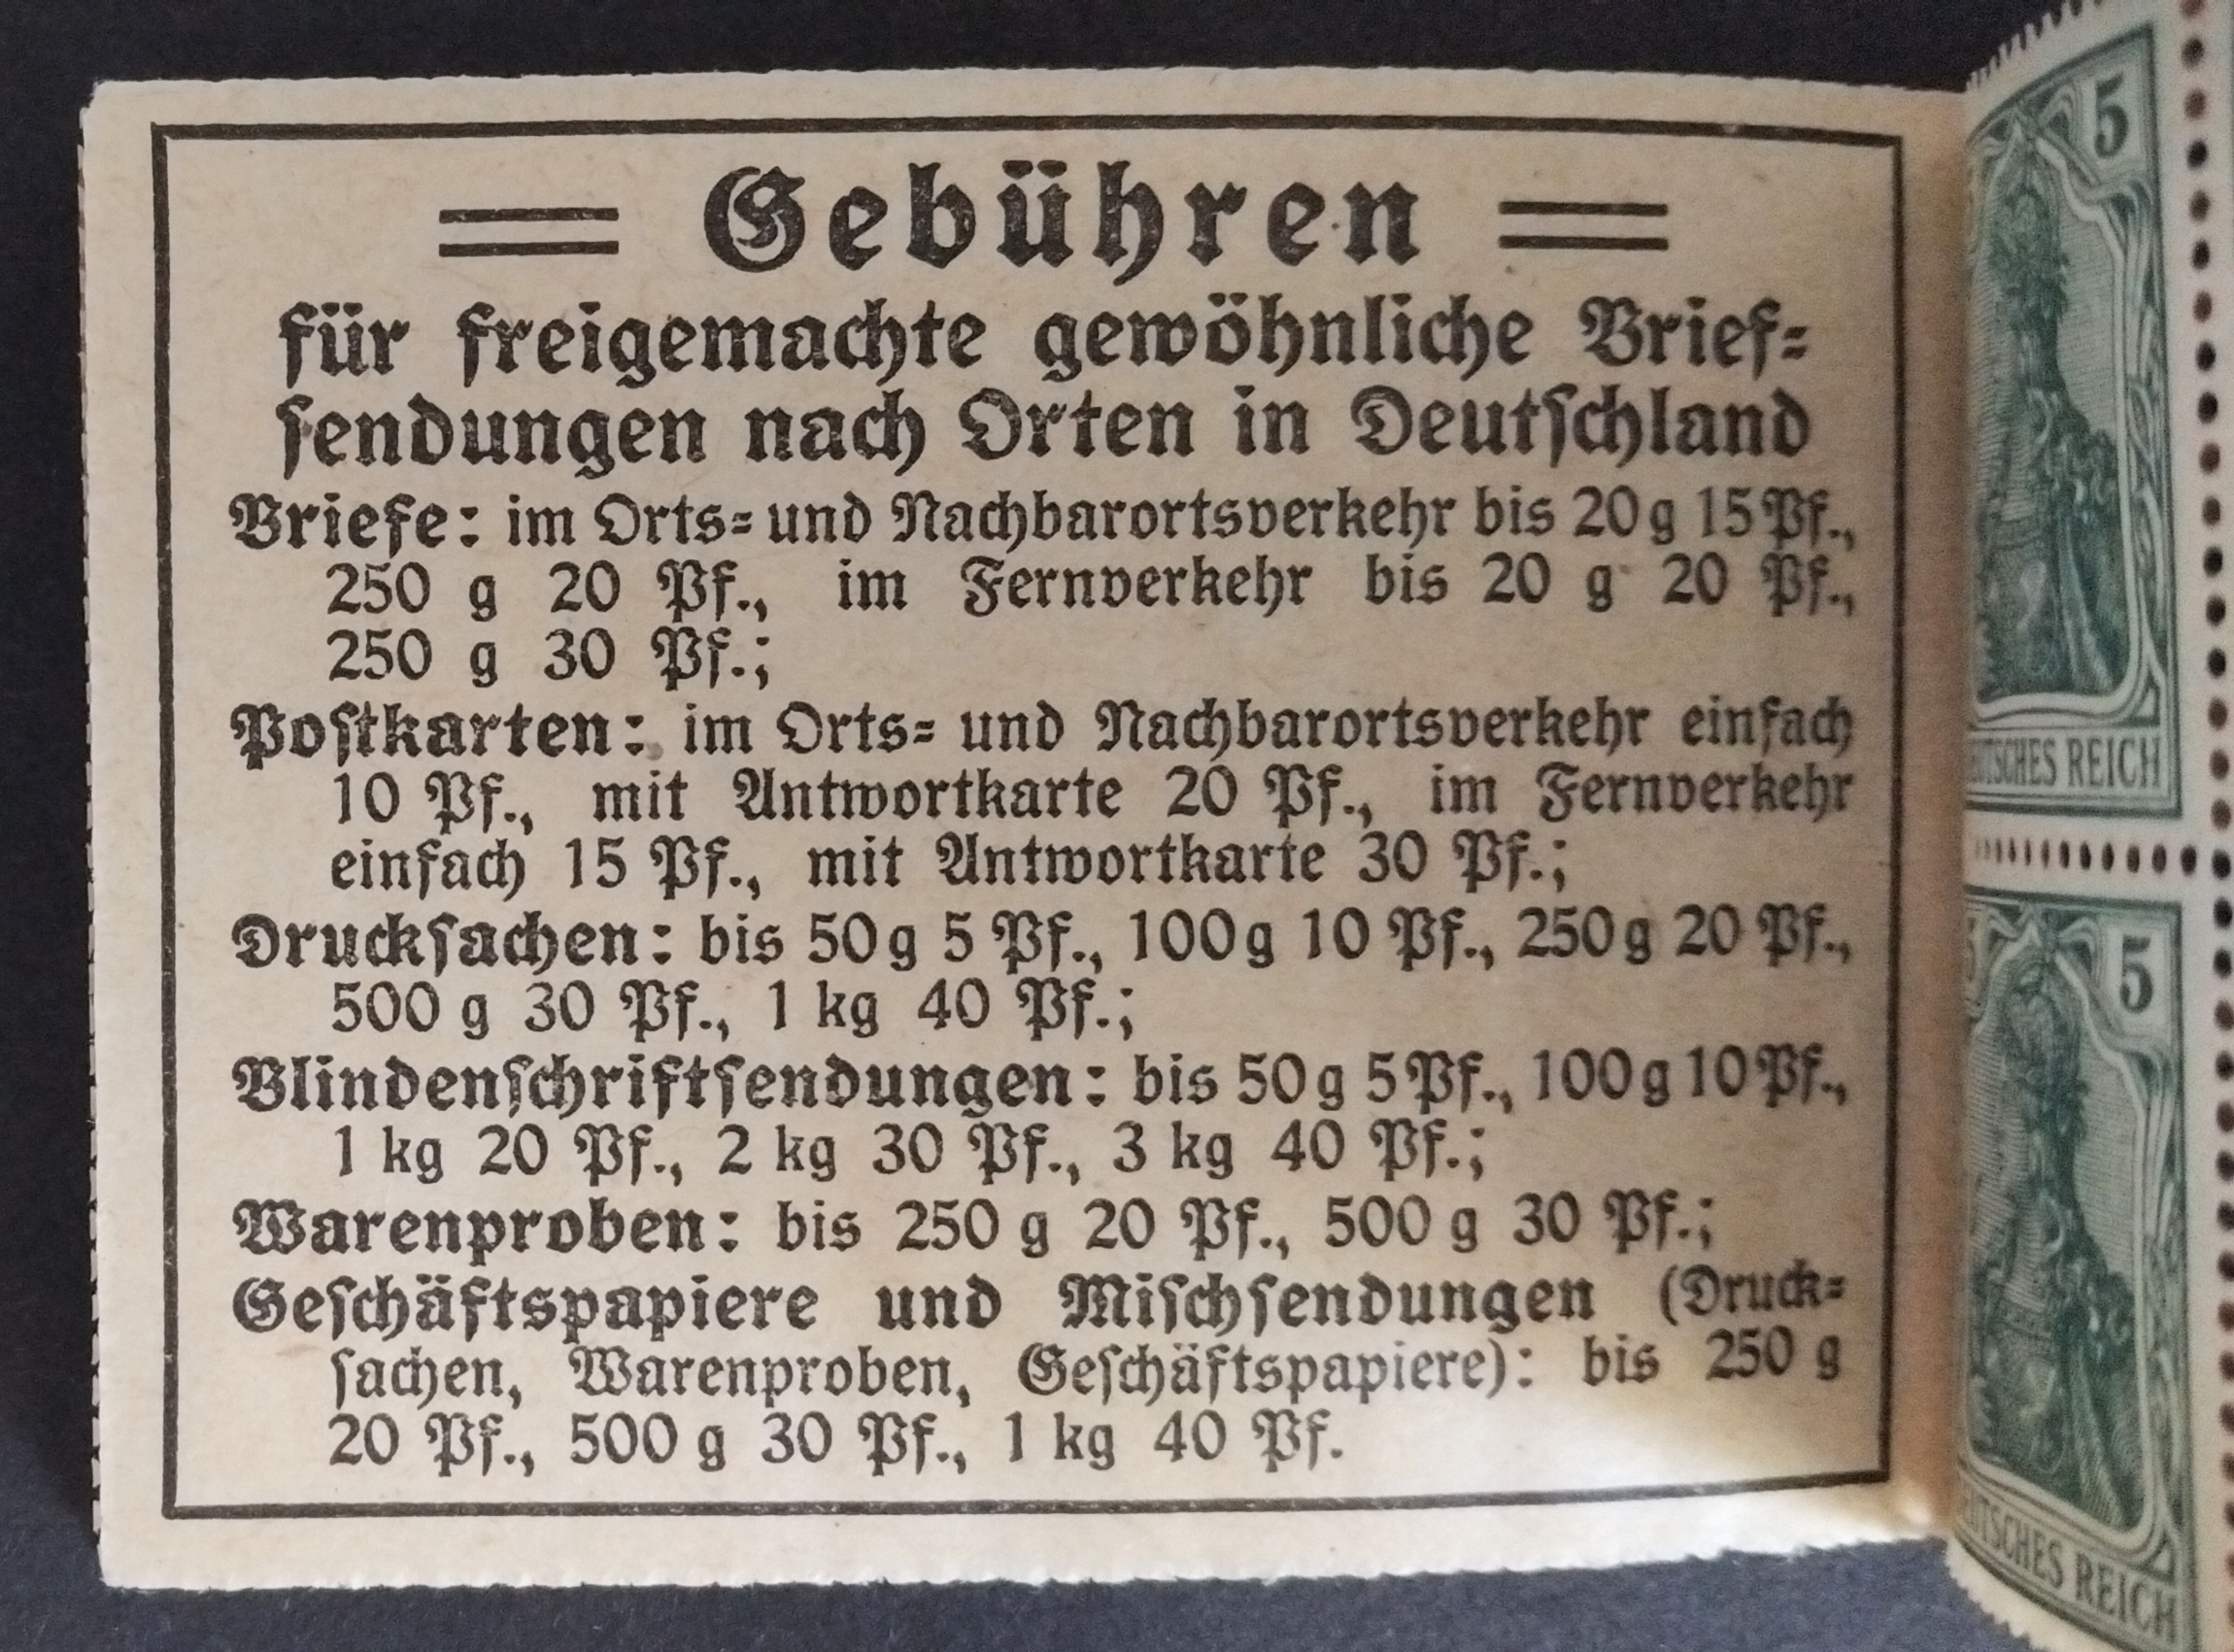 Gebühren
für freigemachte gewöhnliche Brief=
ſendungen nach Orten in Deutſchland
Briefe: im Orts= und Nachbarortsverkehr bis 20 g 15 Pf.,
250 g 20 Pf., im Fernverkehr bis 20 g 20 Pf.,
250 g 30 Pf.;
Poſtkarten: im Orts= und Nachbarortsverkehr einfach
10 Pf., mit Antwortkarte 20 Pf., im Fernverkehr
einfach 15 Pf., mit Antwortkarte 30 Pf.;
Druckſachen: bis 50 g 5 Pf., 100 g 10 Pf., 250 g 20 Pf.,
500 g 30 Pf., 1 kg 40 Pf.;
Blindenſchriftſendungen: bis 50 g 5 Pf., 100 g 10 Pf.,
1 kg 20 Pf., 2 kg 30 Pf., 3 kg 40 Pf.;
Warenproben: bis 250 g 20 Pf., 500 g 30 Pf.;
Geſchäftspapiere und Miſchſendungen (Druck=
ſachen, Warenproben, Geſchäftspapiere): bis 250 g
20 Pf., 500 g 30 Pf., 1 kg 40 Pf.
5
REICH
5
REICH